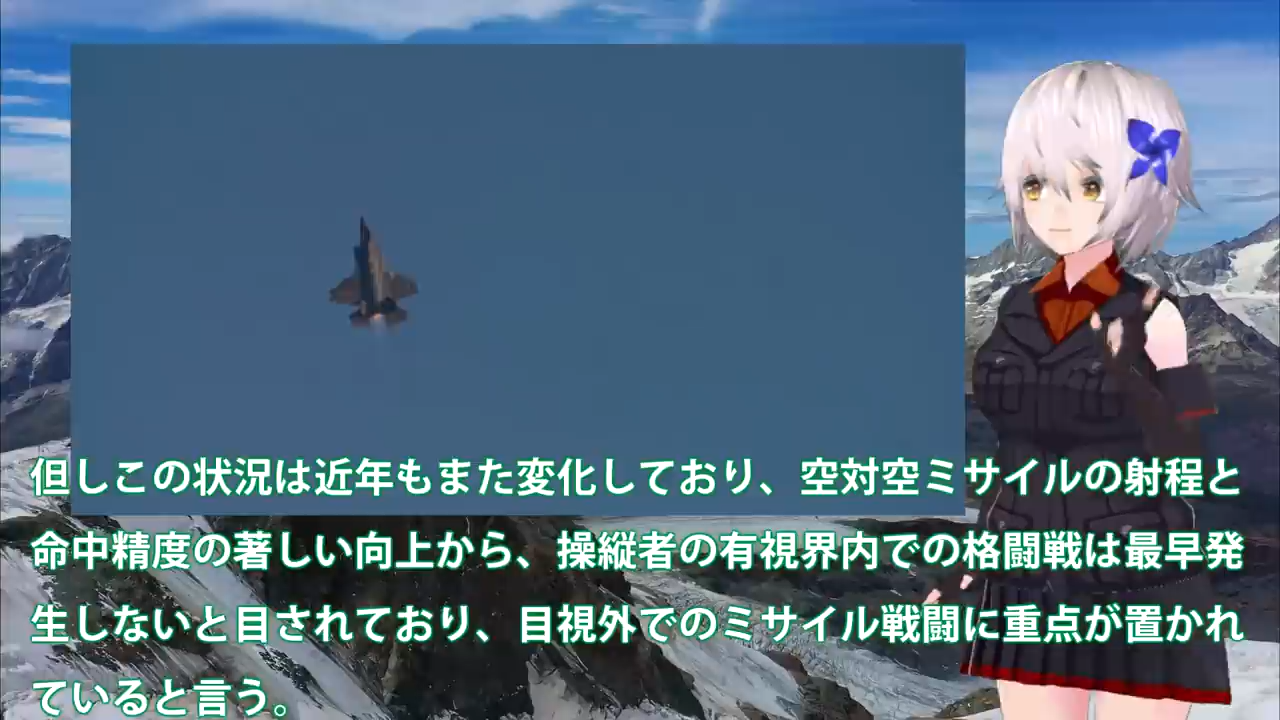 但しこの状況は近年もまた変化しており、空対空ミサイルの射程と
命中精度の著しい向上から、操縦者の有視界内での格闘戦は最早発
生しないと目されており、目視外でのミサイル戦闘に重点が置かれ
ていると言う。